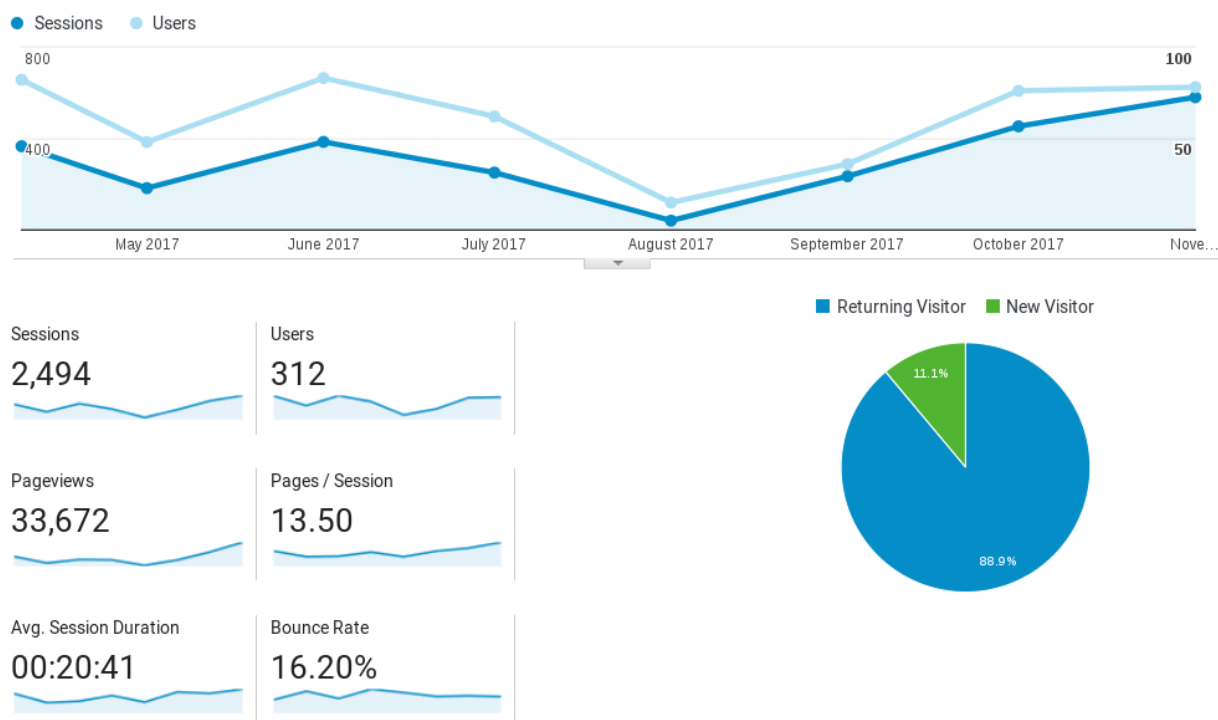 Sessions Users
800 100
400 50
May 2017 June 2017 July 2017 August 2017 September 2017 October 2017 Nove...
Returning Visitor New Visitor
11.1%
88.9%
Sessions Users
2,494 312
Pageviews Pages / Session
33,672 13.50
Avg. Session Duration Bounce Rate
00:20:41 16.20%